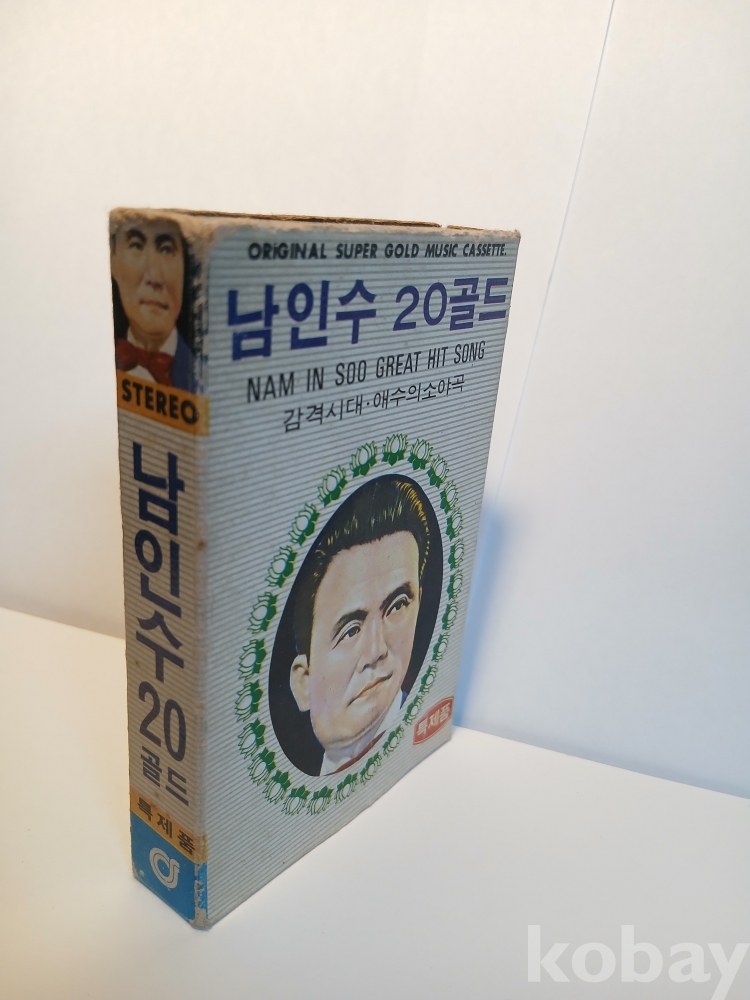 ORIGINAL SUPER GOLD MUSIC CASSETTE.
남인수 20골드
NAM IN SOO GREAT HIT SONG
감격시대·애수의소야곡
특제품
STEREO
남인수 20 골드
특제품
kobay